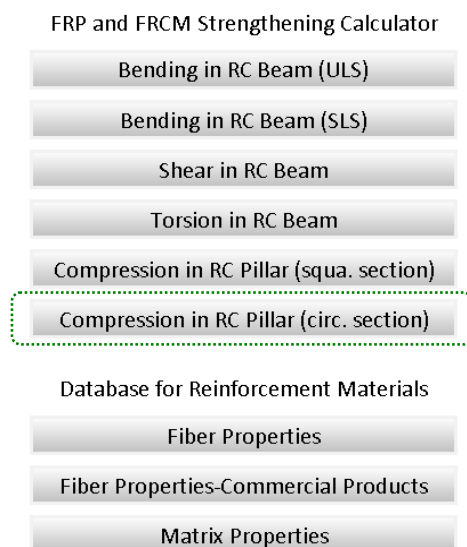 FRP and FRCM Strengthening Calculator
Bending in RC Beam (ULS)
Bending in RC Beam (SLS)
Shear in RC Beam
Torsion in RC Beam
Compression in RC Pillar (squa. section)
Compression in RC Pillar (circ. section)
Database for Reinforcement Materials
Fiber Properties
Fiber Properties-Commercial Products
Matrix Properties